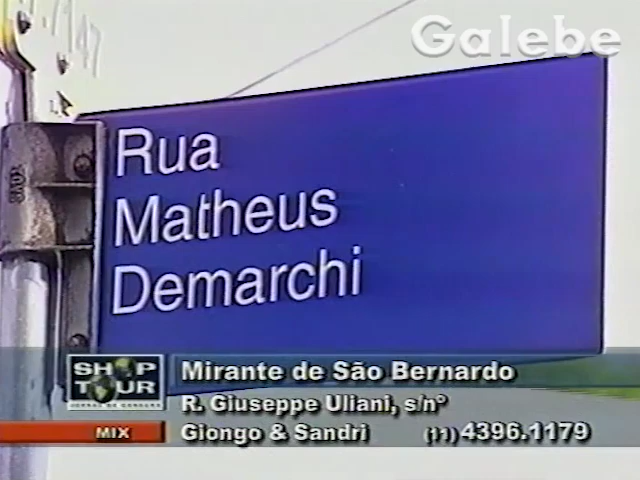 Galebe
Rua
Matheus
Demarchi
SHOP
TOUR
Mirante de São Bernardo
R. Giuseppe Uliani, s/nº
MIX
Giongo & Sandri
(11) 4396.1179